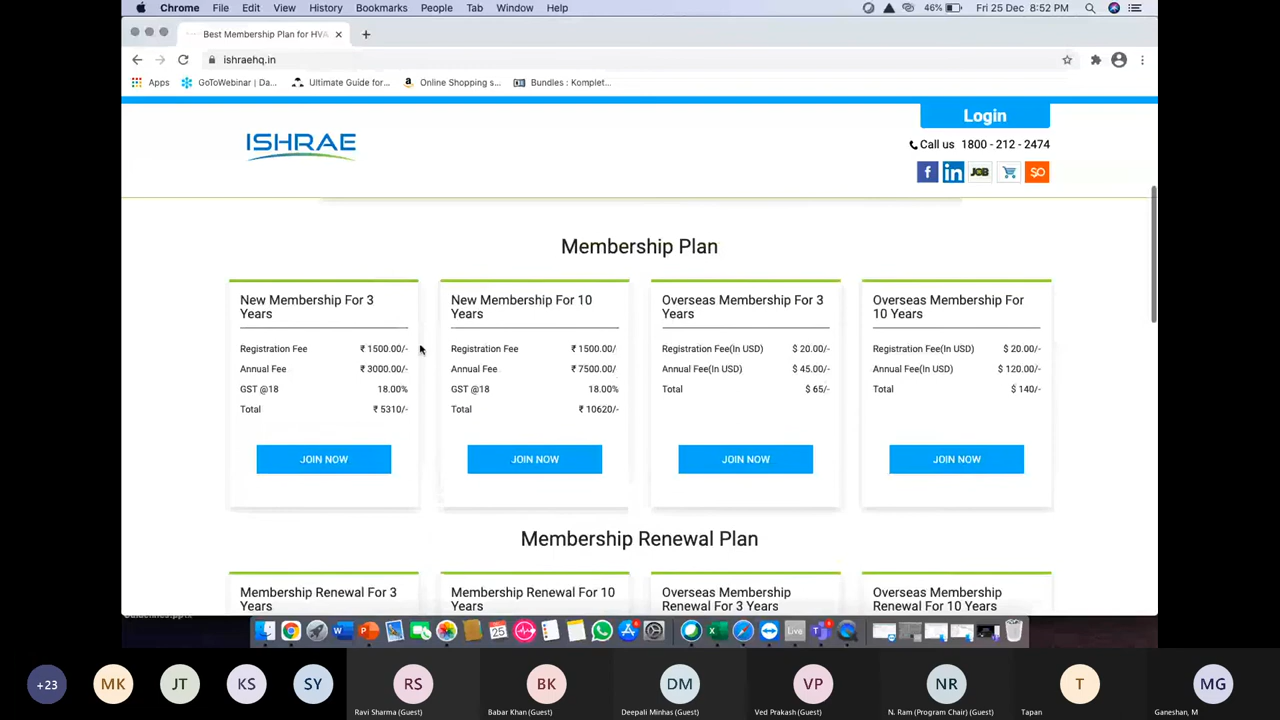 Chrome File Edit View History Bookmarks People Tab Window Help 46% Fri 25 Dec 8:52 PM
Best Membership Plan for HVA
ishraehq.in
Apps GoToWebinar | Da... Ultimate Guide for... Online Shopping s... Bundles : Komplet...
Login
ISHRAE
Call us 1800 - 212 - 2474
f in JOB
Membership Plan
New Membership For 3 Years
Registration Fee ₹ 1500.00/-
Annual Fee ₹ 3000.00/-
GST @18 18.00%
Total ₹ 5310/-
JOIN NOW
New Membership For 10 Years
Registration Fee ₹ 1500.00/
Annual Fee ₹ 7500.00/-
GST @18 18.00%
Total ₹ 10620/-
JOIN NOW
Overseas Membership For 3 Years
Registration Fee(In USD) $ 20.00/-
Annual Fee(In USD) $ 45.00/-
Total $ 65/-
JOIN NOW
Overseas Membership For 10 Years
Registration Fee(In USD) $ 20.00/-
Annual Fee(In USD) $ 120.00/-
Total $ 140/-
JOIN NOW
Membership Renewal Plan
Membership Renewal For 3 Years
Membership Renewal For 10 Years
Overseas Membership Renewal For 3 Years
Overseas Membership Renewal For 10 Years
+23 MK JT KS SY RS BK DM VP NR T MG
Ravi Sharma (Guest) Babar Khan (Guest) Deepali Minhas (Guest) Ved Prakash (Guest) N. Ram (Program Chair) (Guest) Tapan Ganeshan, M